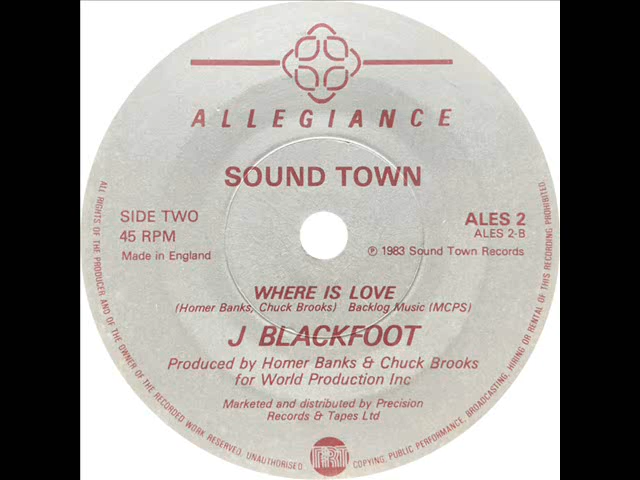 ALLEGIANCE
SOUND TOWN
SIDE TWO
45 RPM
Made in England
ALES 2
ALES 2-B
℗ 1983 Sound Town Records
WHERE IS LOVE
(Homer Banks, Chuck Brooks) Backlog Music (MCPS)
J BLACKFOOT
Produced by Homer Banks & Chuck Brooks
for World Production Inc
Marketed and distributed by Precision
Records & Tapes Ltd
ALL RIGHTS OF THE PRODUCER AND OF THE OWNER OF THE RECORDED WORK RESERVED. UNAUTHORISED COPYING, PUBLIC PERFORMANCE, BROADCASTING, HIRING OR RENTAL OF THIS RECORDING PROHIBITED
PRT